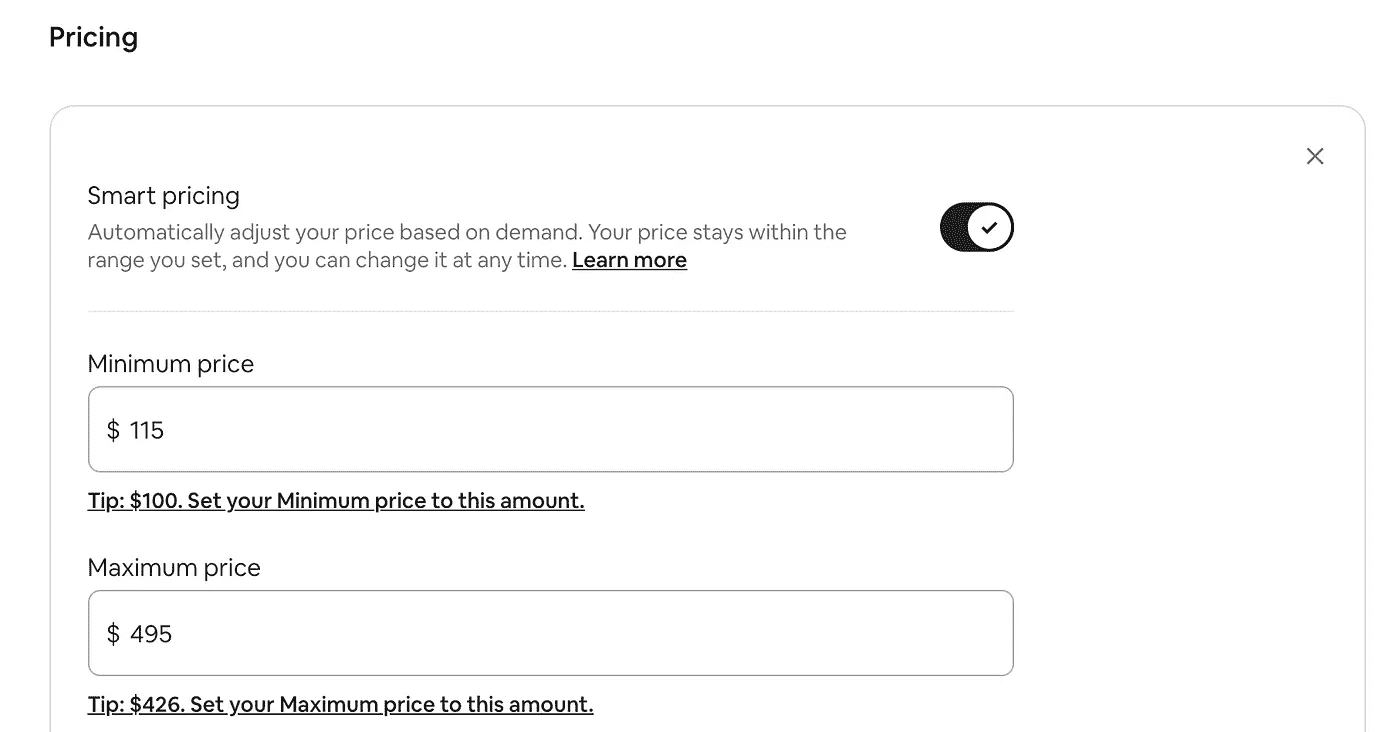 Pricing
Smart pricing
Automatically adjust your price based on demand. Your price stays within the
range you set, and you can change it at any time. Learn more
Minimum price
$ 115
Tip: $100. Set your Minimum price to this amount.
Maximum price
$ 495
Tip: $426. Set your Maximum price to this amount.